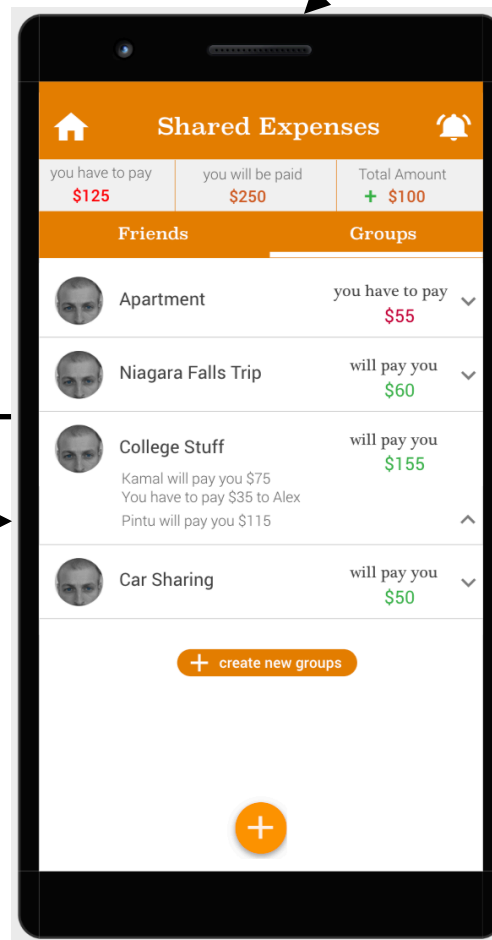 Shared Expenses
you have to pay
$125
you will be paid
$250
Total Amount
+ $100
Friends
Groups
Apartment
you have to pay
$55
Niagara Falls Trip
will pay you
$60
College Stuff
will pay you
$155
Kamal will pay you $75
You have to pay $35 to Alex
Pintu will pay you $115
Car Sharing
will pay you
$50
+ create new groups
+